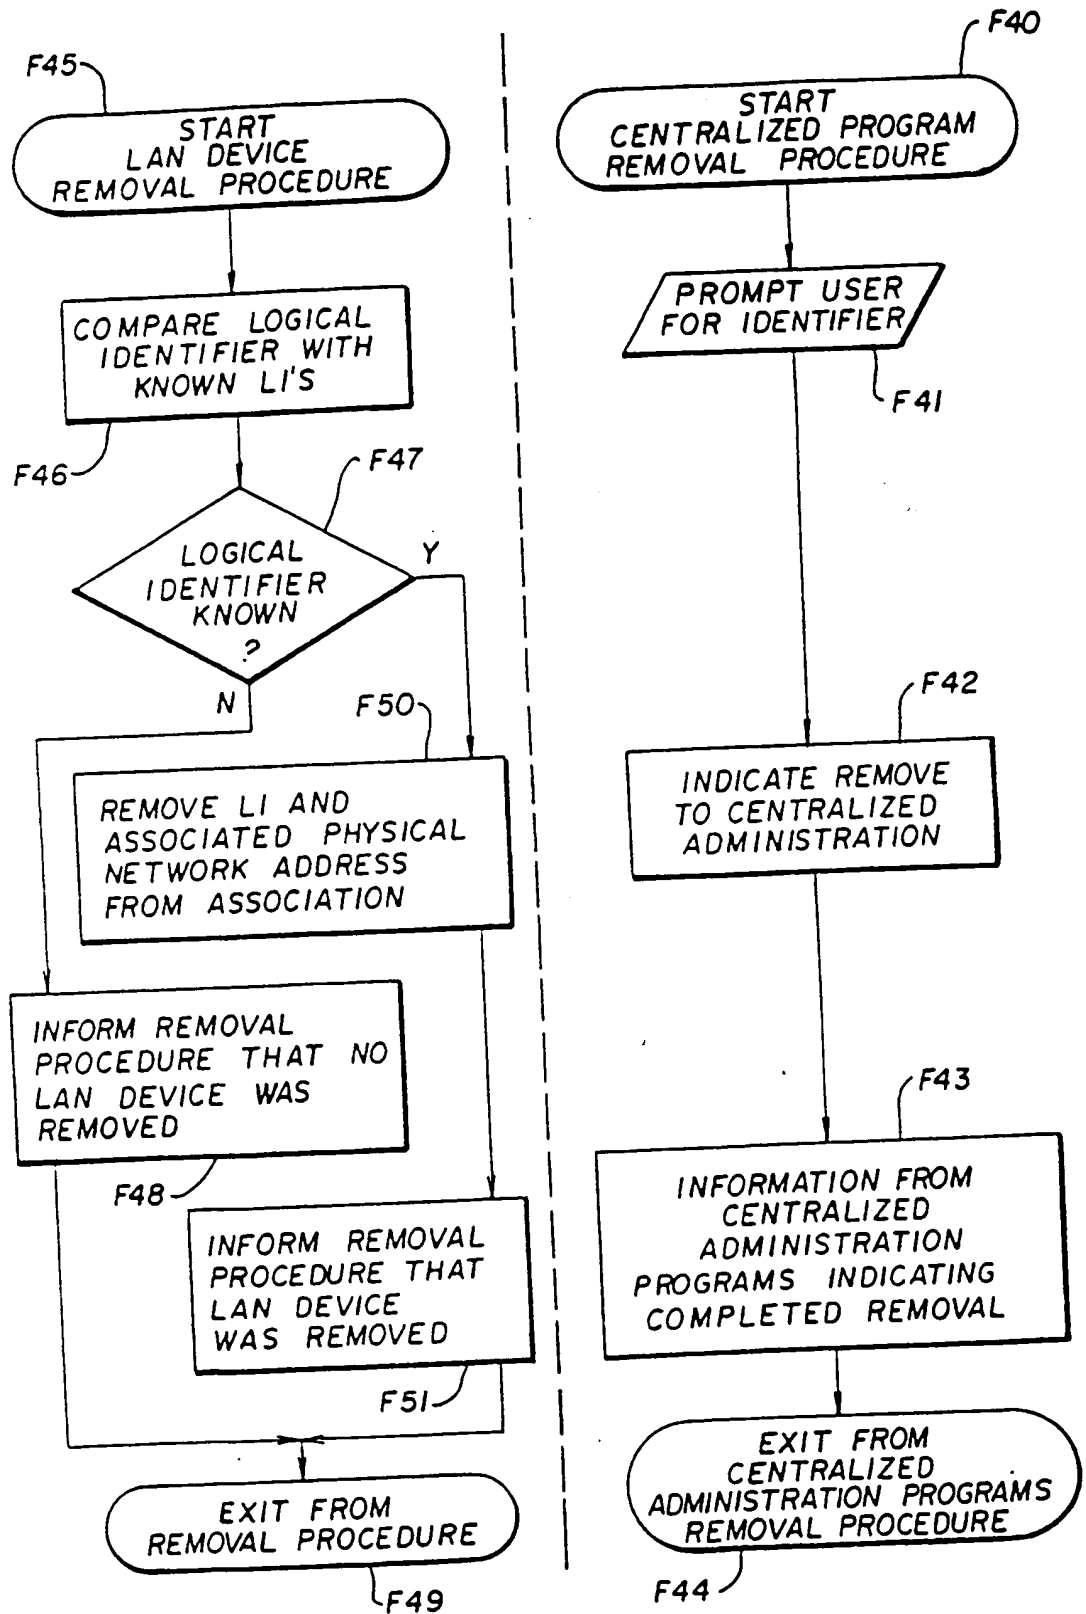 F45
START
LAN DEVICE
REMOVAL PROCEDURE
COMPARE LOGICAL
IDENTIFIER WITH
KNOWN LI'S
F46
F47
LOGICAL
IDENTIFIER
KNOWN
?
Y
N
F50
REMOVE LI AND
ASSOCIATED PHYSICAL
NETWORK ADDRESS
FROM ASSOCIATION
INFORM REMOVAL
PROCEDURE THAT NO
LAN DEVICE WAS
REMOVED
F48
INFORM REMOVAL
PROCEDURE THAT
LAN DEVICE
WAS REMOVED
F51
EXIT FROM
REMOVAL PROCEDURE
F49
F40
START
CENTRALIZED PROGRAM
REMOVAL PROCEDURE
PROMPT USER
FOR IDENTIFIER
F41
F42
INDICATE REMOVE
TO CENTRALIZED
ADMINISTRATION
F43
INFORMATION FROM
CENTRALIZED
ADMINISTRATION
PROGRAMS INDICATING
COMPLETED REMOVAL
EXIT FROM
CENTRALIZED
ADMINISTRATION PROGRAMS
REMOVAL PROCEDURE
F44